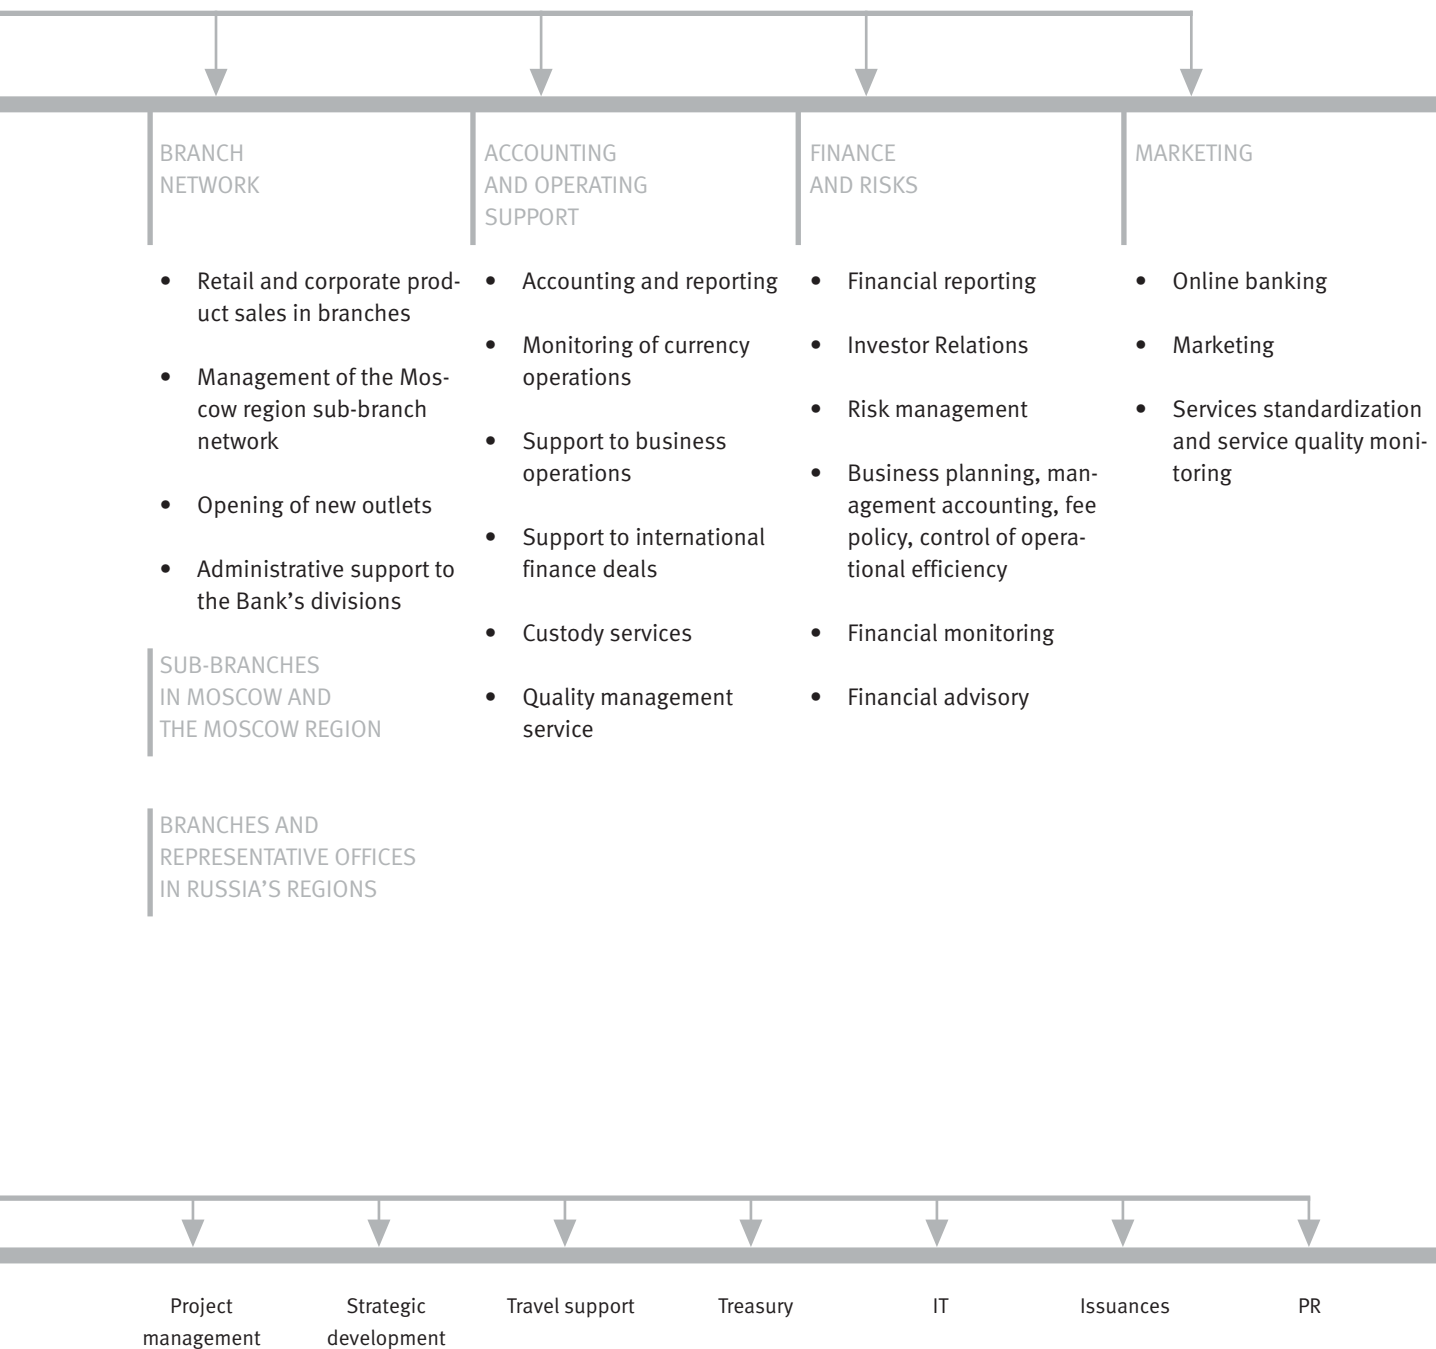 BRANCH
NETWORK
• Retail and corporate prod-
uct sales in branches
• Management of the Mos-
cow region sub-branch
network
• Opening of new outlets
• Administrative support to
the Bank’s divisions
SUB-BRANCHES
IN MOSCOW AND
THE MOSCOW REGION
BRANCHES AND
REPRESENTATIVE OFFICES
IN RUSSIA’S REGIONS
ACCOUNTING
AND OPERATING
SUPPORT
• Accounting and reporting
• Monitoring of currency
operations
• Support to business
operations
• Support to international
finance deals
• Custody services
• Quality management
service
FINANCE
AND RISKS
• Financial reporting
• Investor Relations
• Risk management
• Business planning, man-
agement accounting, fee
policy, control of opera-
tional efficiency
• Financial monitoring
• Financial advisory
MARKETING
• Online banking
• Marketing
• Services standardization
and service quality moni-
toring
Project
management
Strategic
development
Travel support
Treasury
IT
Issuances
PR